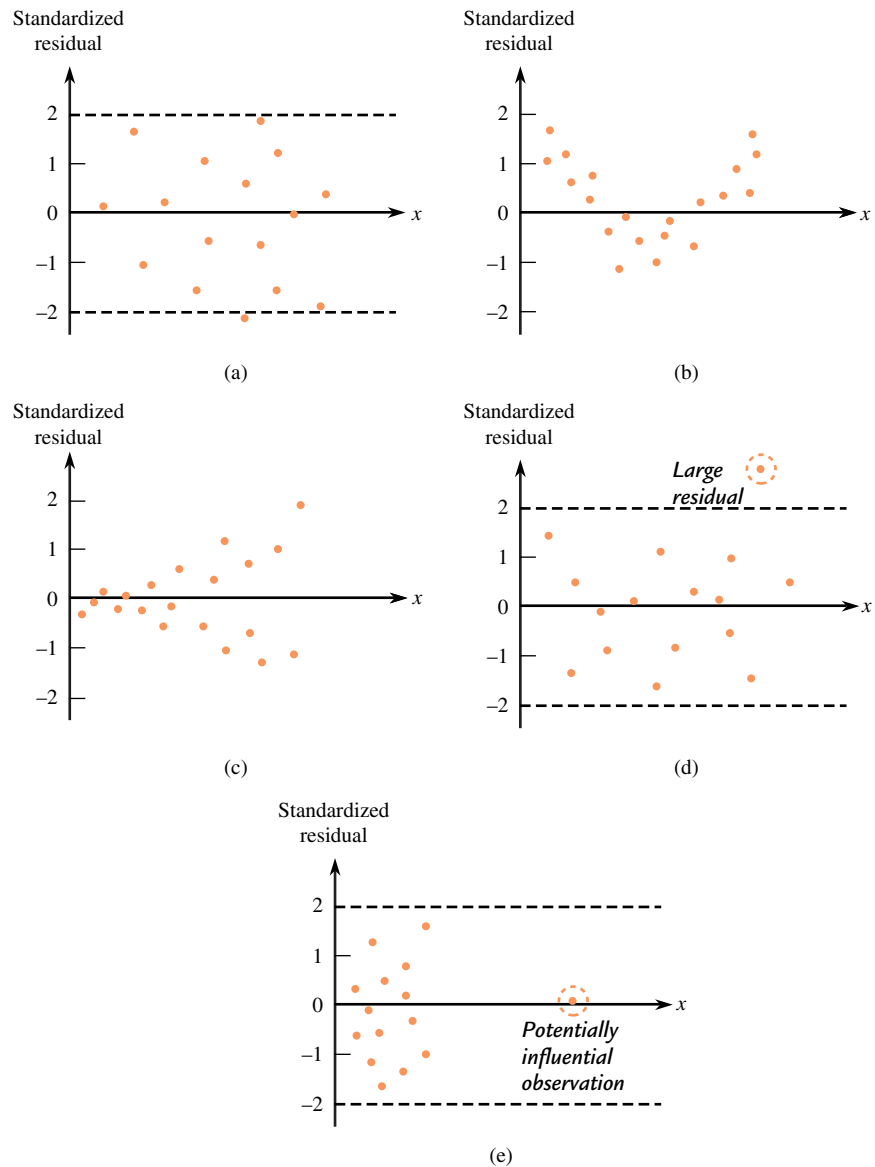 Standardized
residual
2
1
0
x
–1
–2
(a)
Standardized
residual
2
1
0
x
–1
–2
(b)
Standardized
residual
2
1
0
x
–1
–2
(c)
Standardized
residual
Large
residual
2
1
0
x
–1
–2
(d)
Standardized
residual
2
1
0
x
Potentially
influential
observation
–1
–2
(e)